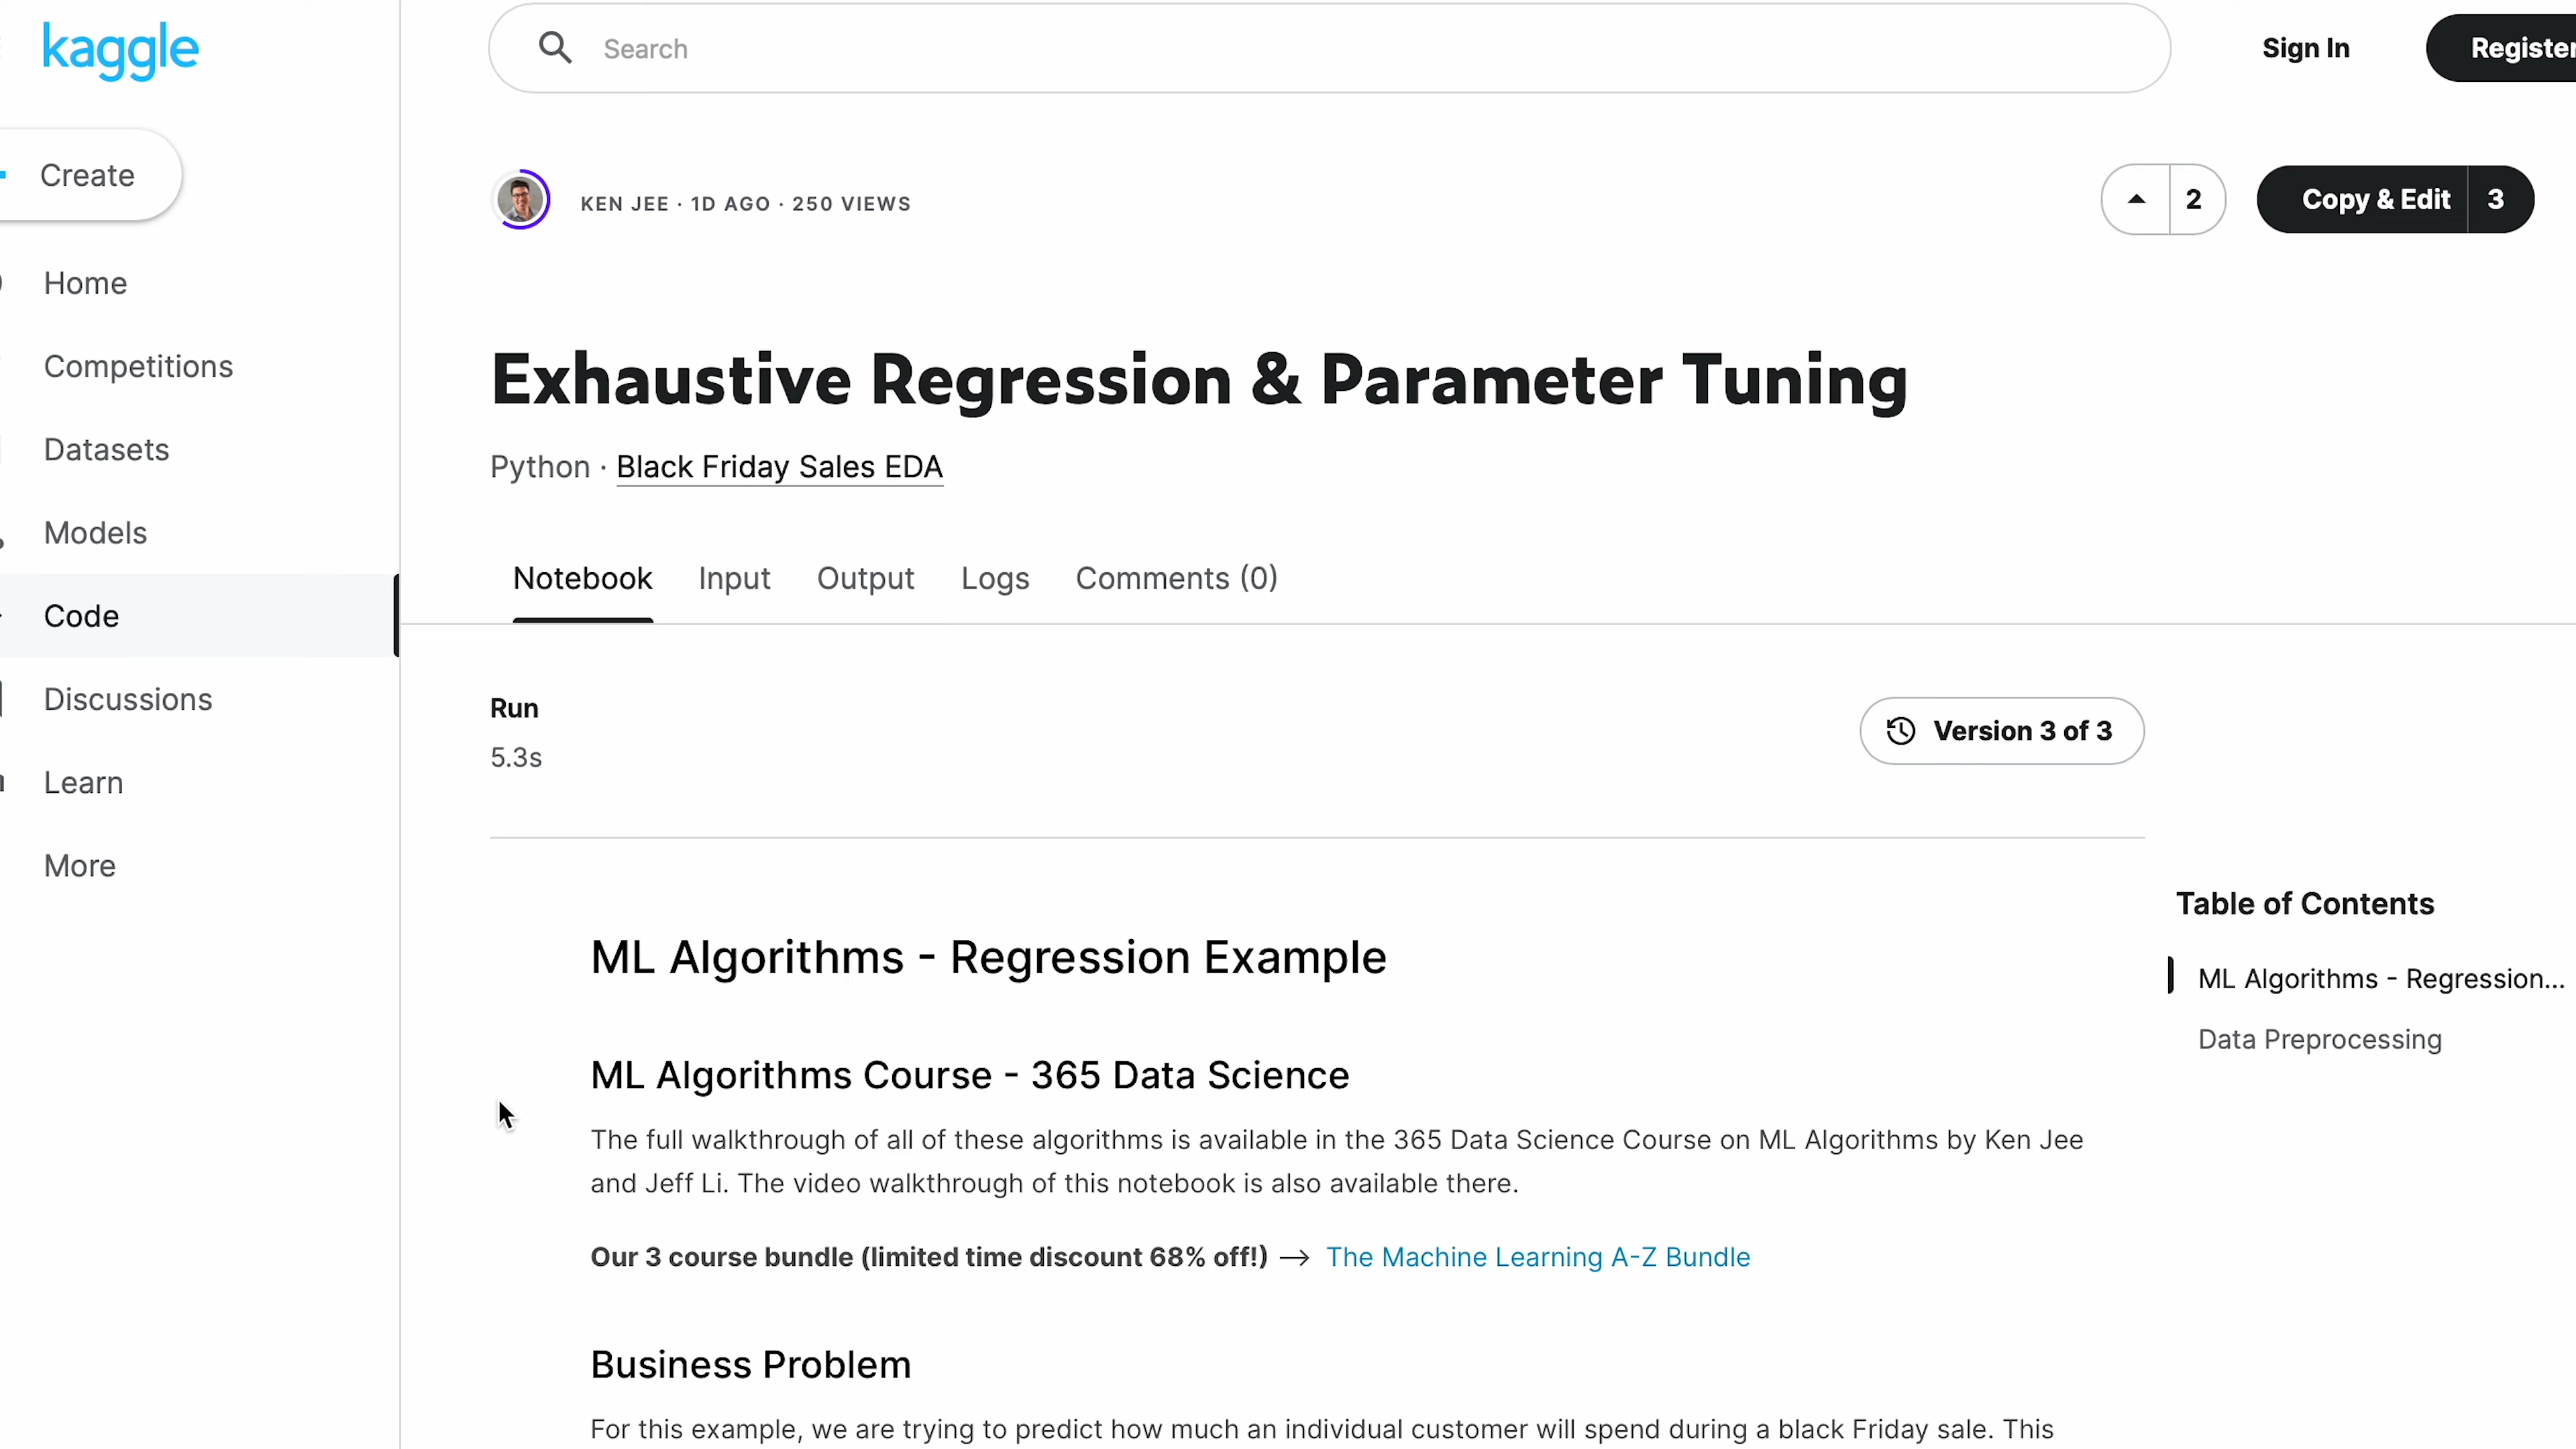 kaggle
Search
Sign In
Register
Create
KEN JEE · 1D AGO · 250 VIEWS
2
Copy & Edit
3
Home
Competitions
Datasets
Models
Code
Discussions
Learn
More
Exhaustive Regression & Parameter Tuning
Python · Black Friday Sales EDA
Notebook
Input
Output
Logs
Comments (0)
Run
5.3s
Version 3 of 3
ML Algorithms - Regression Example
ML Algorithms Course - 365 Data Science
The full walkthrough of all of these algorithms is available in the 365 Data Science Course on ML Algorithms by Ken Jee
and Jeff Li. The video walkthrough of this notebook is also available there.
Our 3 course bundle (limited time discount 68% off!) → The Machine Learning A-Z Bundle
Business Problem
For this example, we are trying to predict how much an individual customer will spend during a black Friday sale. This
Table of Contents
ML Algorithms - Regression...
Data Preprocessing